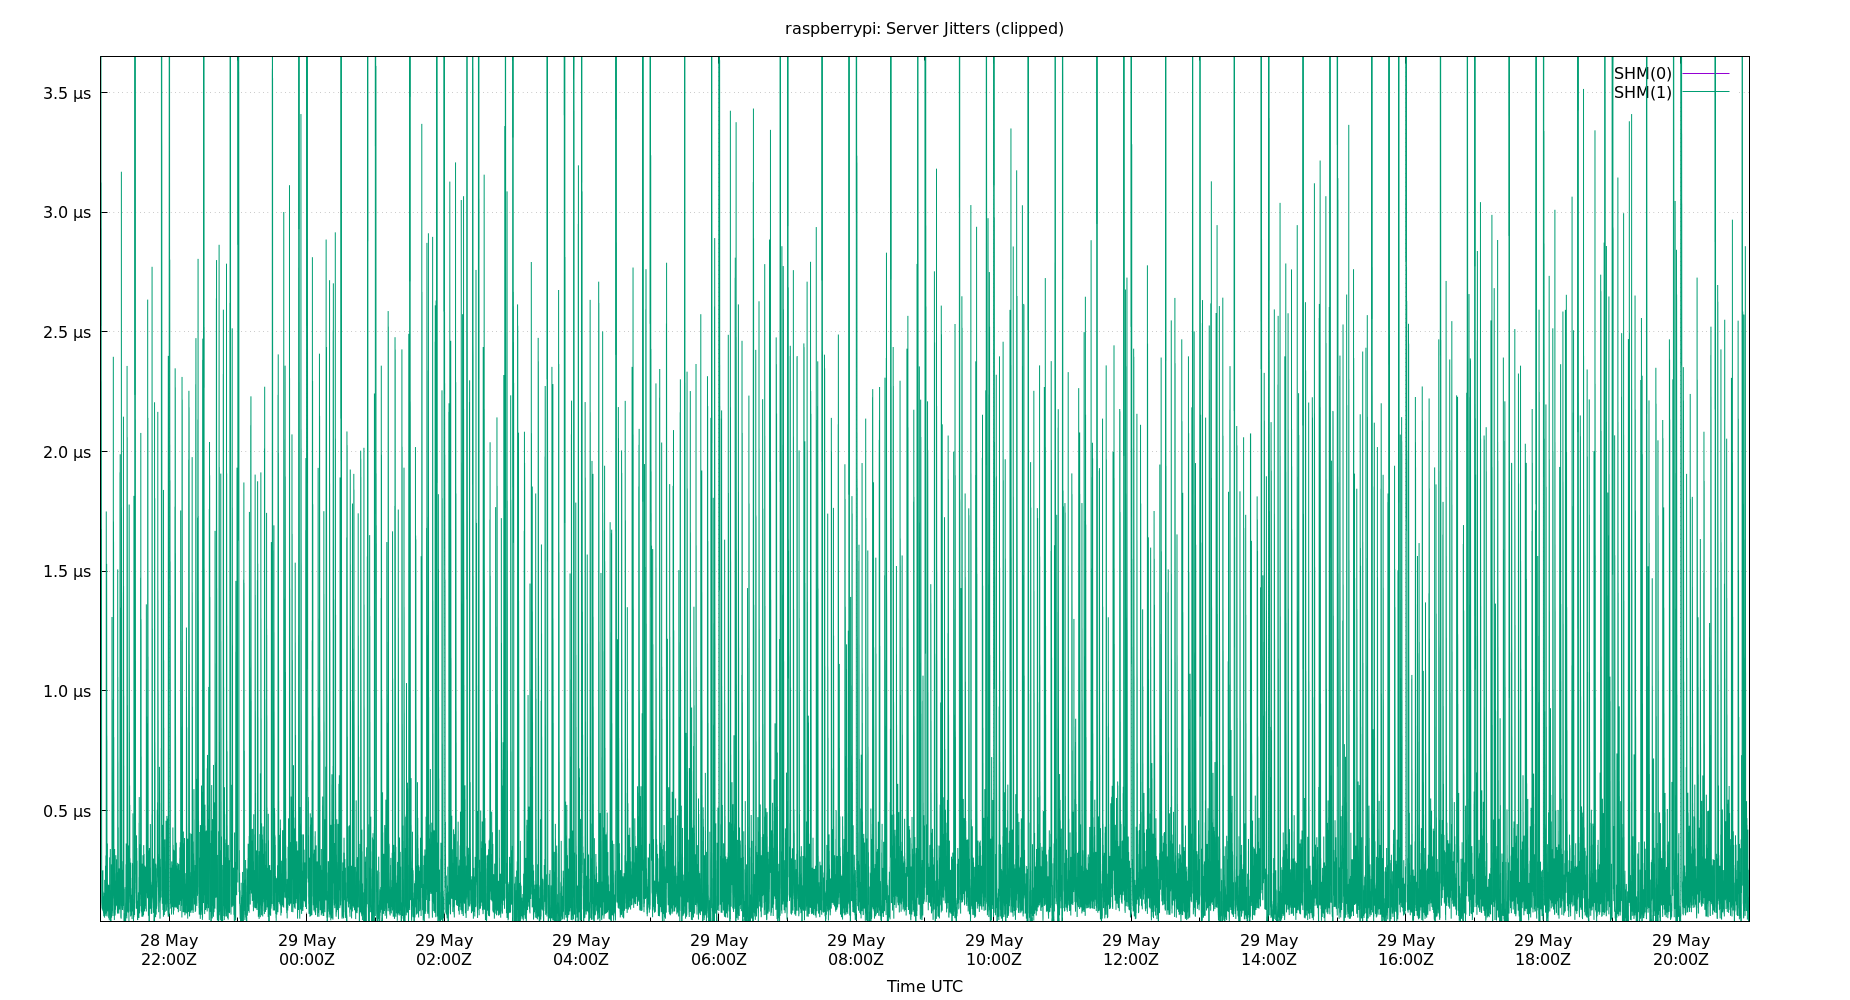 raspberrypi: Server Jitters (clipped)
SHM(0)
SHM(1)
3.5 µs
3.0 µs
2.5 µs
2.0 µs
1.5 µs
1.0 µs
0.5 µs
28 May 29 May 29 May 29 May 29 May 29 May 29 May 29 May 29 May 29 May 29 May 29 May
22:00Z 00:00Z 02:00Z 04:00Z 06:00Z 08:00Z 10:00Z 12:00Z 14:00Z 16:00Z 18:00Z 20:00Z
Time UTC